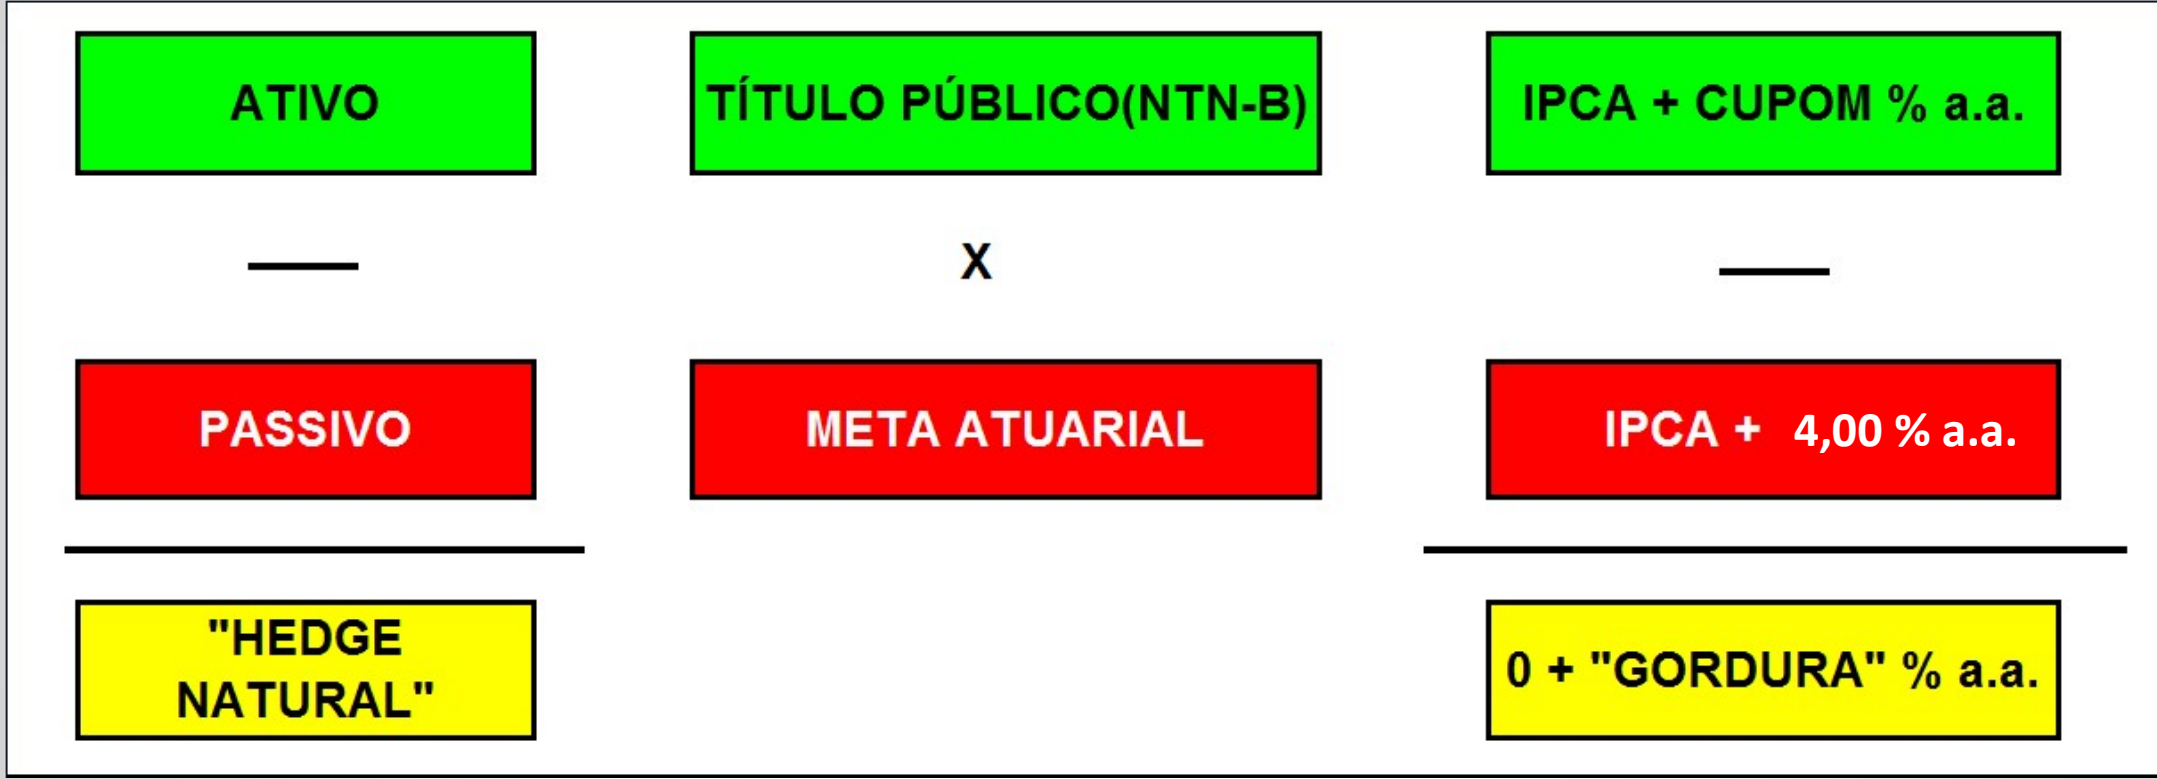 ATIVO
TÍTULO PÚBLICO(NTN-B)
IPCA + CUPOM % a.a.
X
PASSIVO
META ATUARIAL
IPCA + 4,00 % a.a.
"HEDGE
NATURAL"
0 + "GORDURA" % a.a.